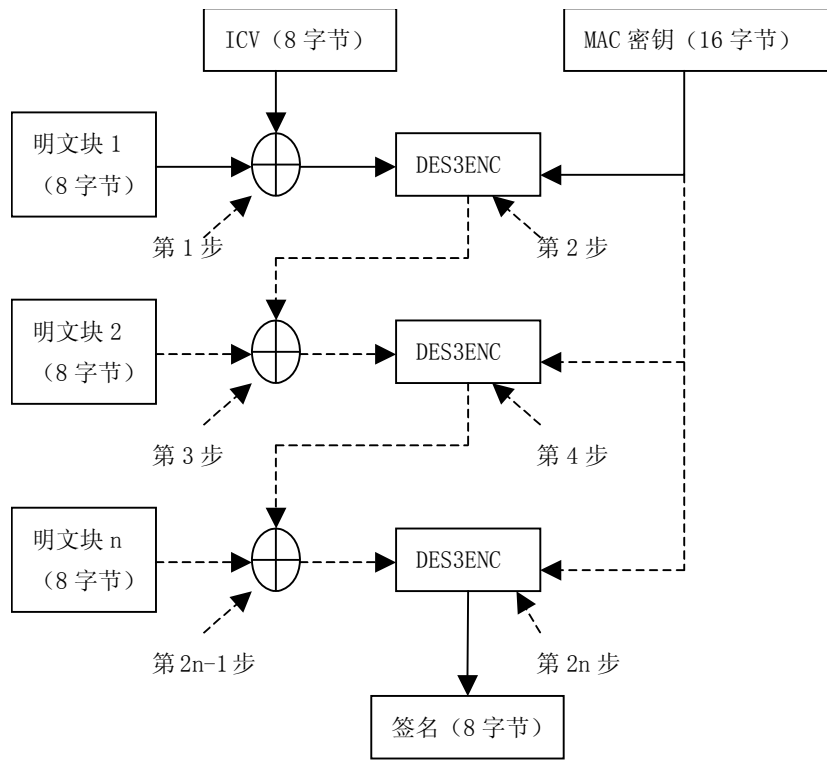 ICV（8 字节）
MAC 密钥（16 字节）
明文块 1
（8 字节）
DES3ENC
第 1 步
第 2 步
明文块 2
（8 字节）
DES3ENC
第 3 步
第 4 步
明文块 n
（8 字节）
DES3ENC
第 2n-1 步
第 2n 步
签名（8 字节）